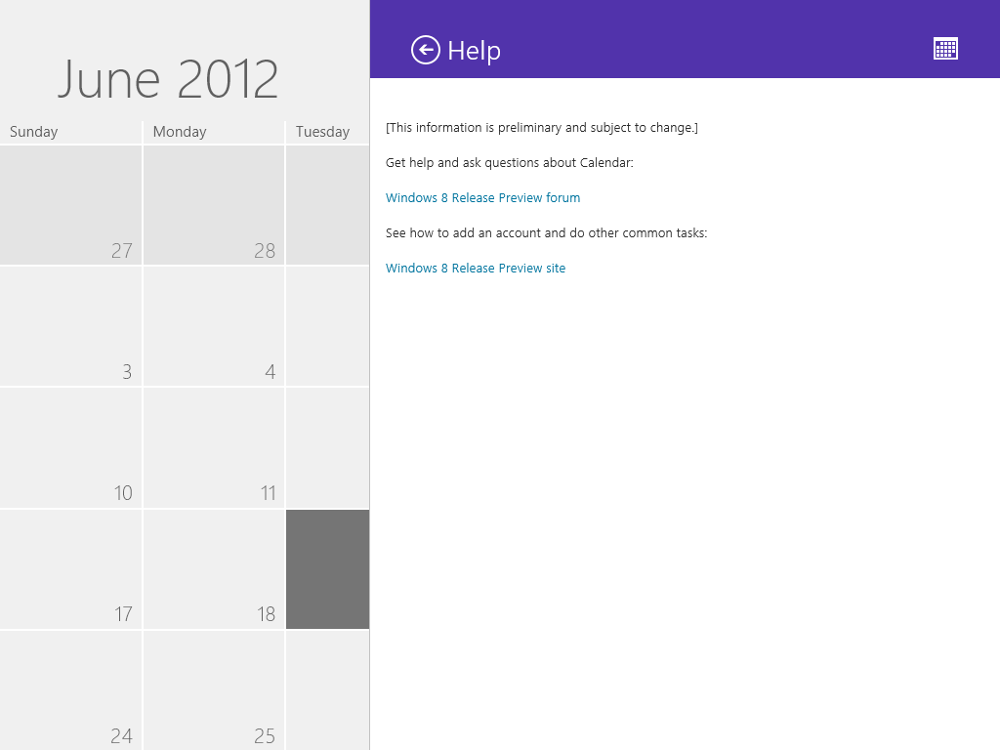 June 2012
Sunday Monday Tuesday
27 28
3 4
10 11
17 18
24 25
Help
[This information is preliminary and subject to change.]
Get help and ask questions about Calendar:
Windows 8 Release Preview forum
See how to add an account and do other common tasks:
Windows 8 Release Preview site